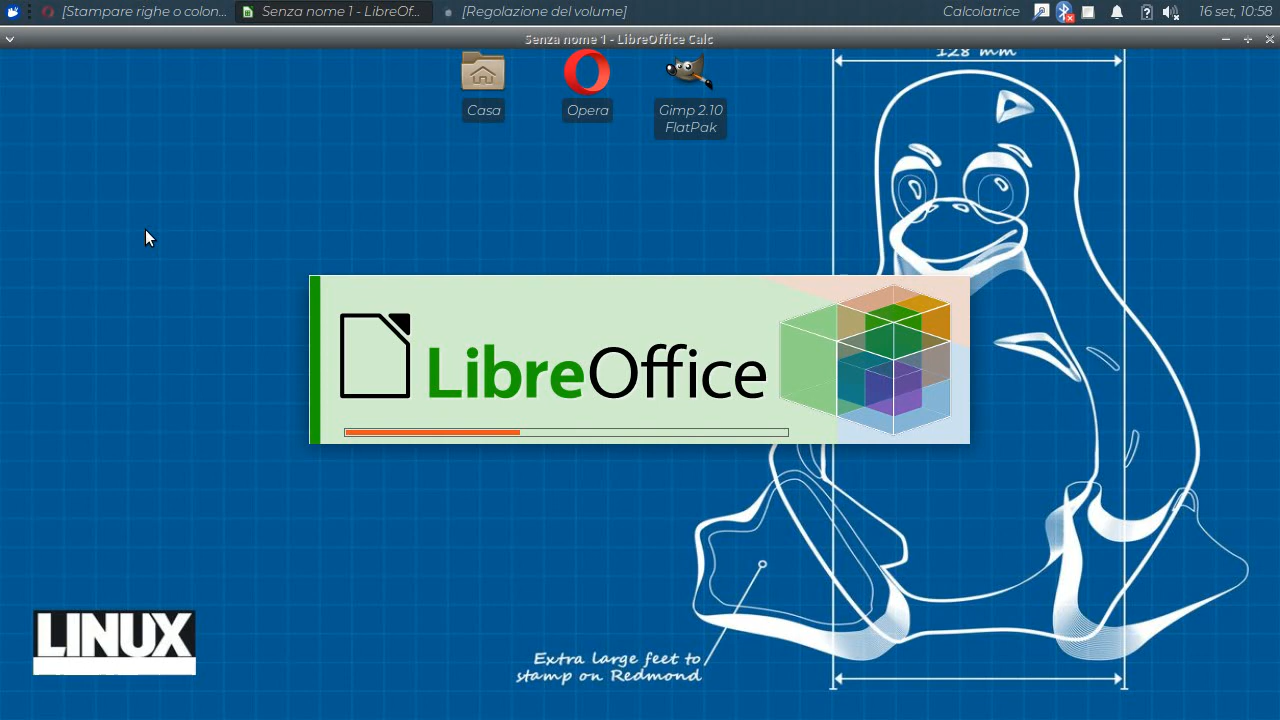 [Stampare righe o colon...
Senza nome 1 - LibreOf...
[Regolazione del volume]
Calcolatrice
16 set, 10:58
Senza nome 1 - LibreOffice Calc
128 mm
Casa
Opera
Gimp 2.10
FlatPak
LibreOffice
LINUX
Extra large feet to
stamp on Redmond